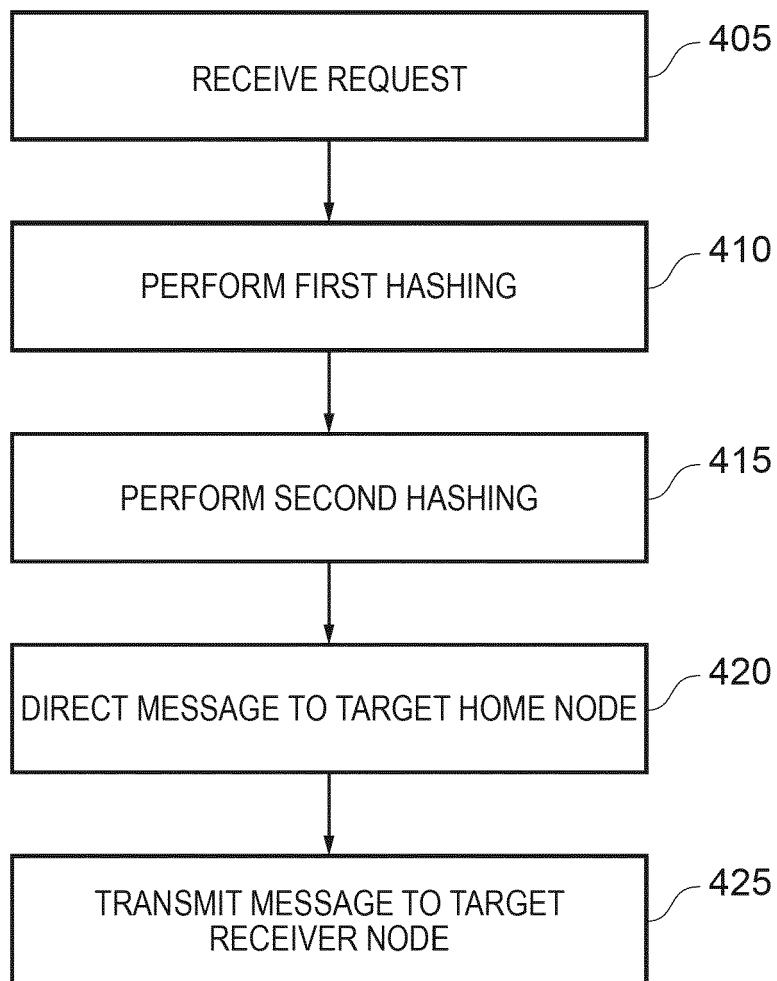 RECEIVE REQUEST
405
PERFORM FIRST HASHING
410
PERFORM SECOND HASHING
415
DIRECT MESSAGE TO TARGET HOME NODE
420
TRANSMIT MESSAGE TO TARGET
RECEIVER NODE
425